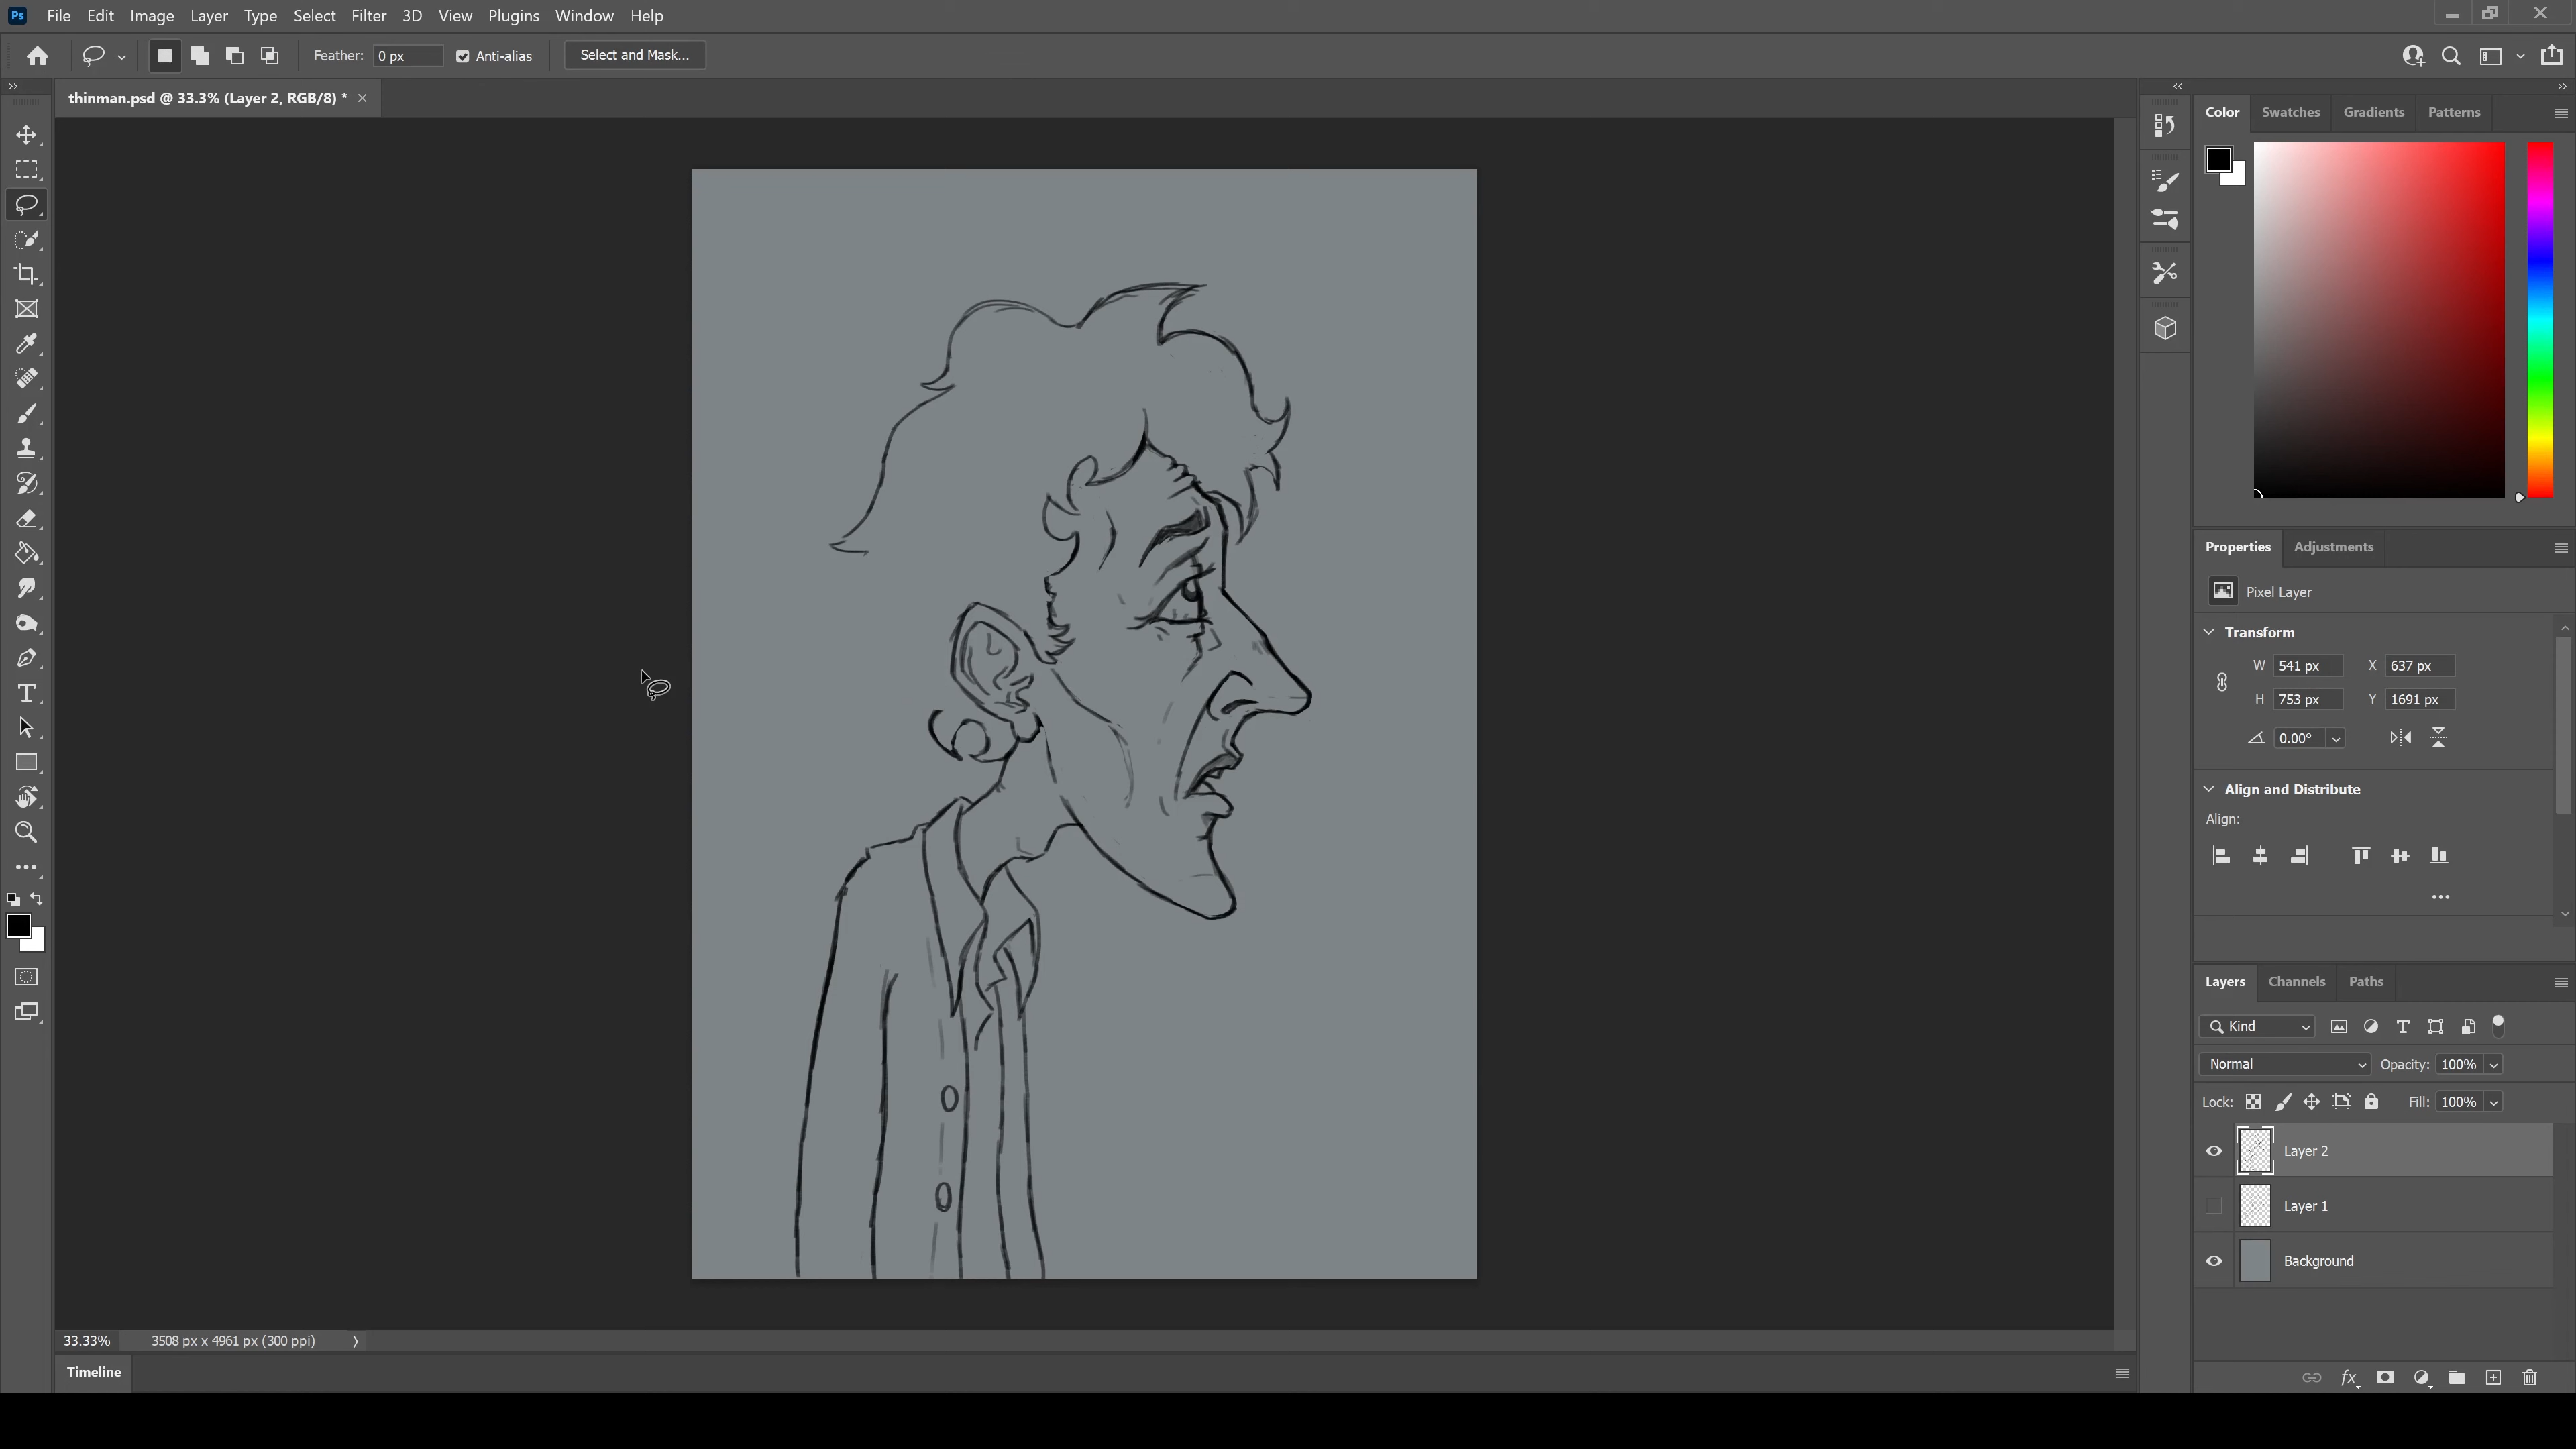 Ps File Edit Image Layer Type Select Filter 3D View Plugins Window Help
Feather: 0 px Anti-alias Select and Mask...
thinman.psd @ 33.3% (Layer 2, RGB/8) * ×
Color Swatches Gradients Patterns
Properties Adjustments
Pixel Layer
Transform
W 541 px X 637 px
H 753 px Y 1691 px
0.00°
Align and Distribute
Align:
Layers Channels Paths
Kind
Normal Opacity: 100%
Lock: Fill: 100%
Layer 2
Layer 1
Background
33.33% 3508 px x 4961 px (300 ppi)
Timeline